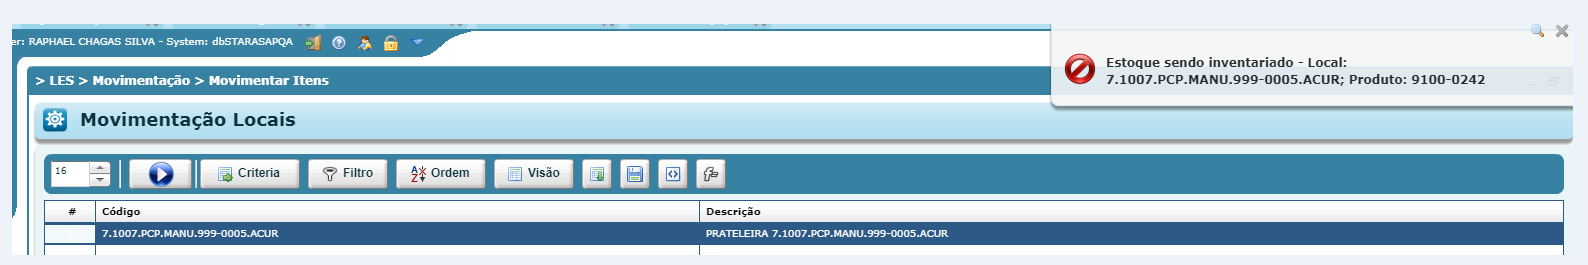 er: RAPHAEL CHAGAS SILVA - System: dbSTARASAPQA
Estoque sendo inventariado - Local:
7.1007.PCP.MANU.999-0005.ACUR; Produto: 9100-0242
> LES > Movimentação > Movimentar Itens
Movimentação Locais
16 Criteria Filtro Ordem Visão
# Código Descrição
1 7.1007.PCP.MANU.999-0005.ACUR PRATELEIRA 7.1007.PCP.MANU.999-0005.ACUR